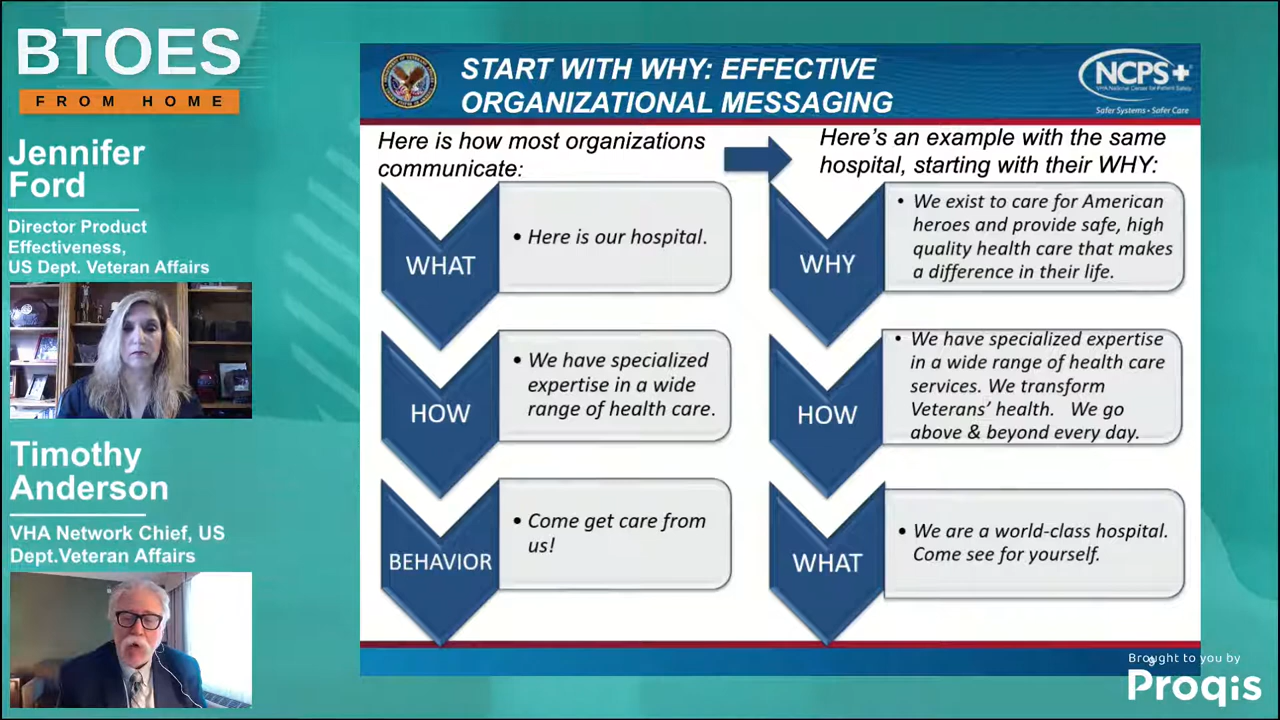 BTOES
FROM HOME
Jennifer
Ford
Director Product
Effectiveness,
US Dept. Veteran Affairs
Timothy
Anderson
VHA Network Chief, US
Dept.Veteran Affairs
START WITH WHY: EFFECTIVE
ORGANIZATIONAL MESSAGING
NCPS+
VHA National Center for Patient Safety
Safer Systems • Safer Care
Here is how most organizations
communicate:
WHAT
• Here is our hospital.
HOW
• We have specialized
expertise in a wide
range of health care.
BEHAVIOR
• Come get care from
us!
Here's an example with the same
hospital, starting with their WHY:
WHY
• We exist to care for American
heroes and provide safe, high
quality health care that makes
a difference in their life.
HOW
• We have specialized expertise
in a wide range of health care
services. We transform
Veterans' health. We go
above & beyond every day.
WHAT
• We are a world-class hospital.
Come see for yourself.
Brought to you by
Proqis